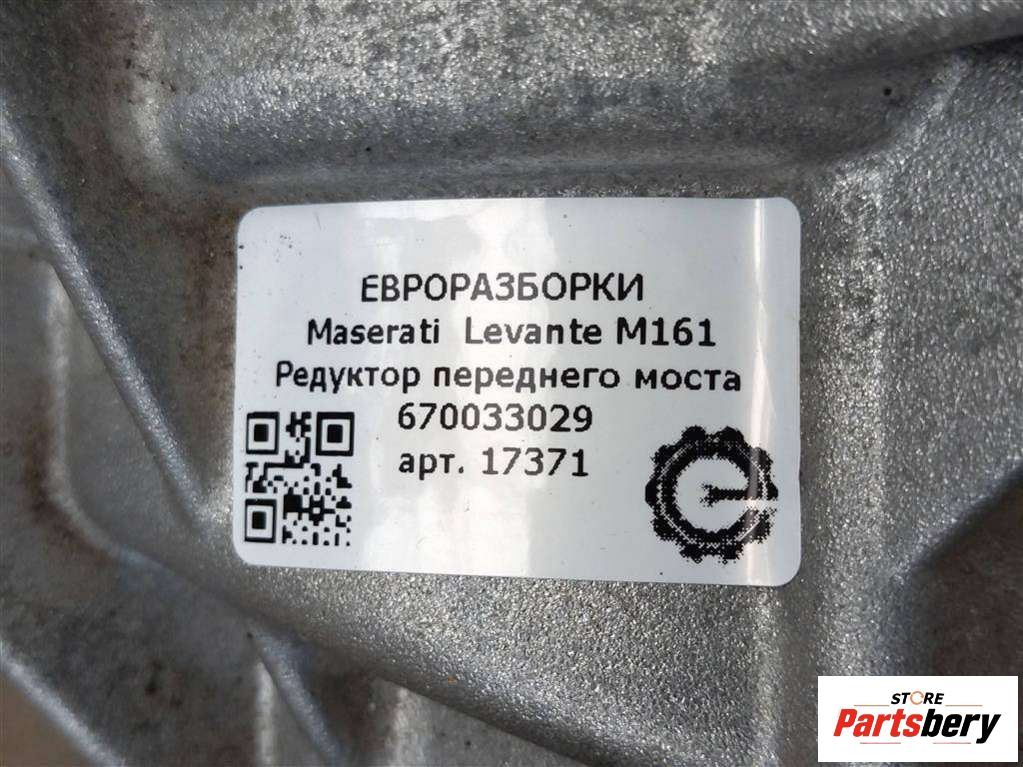 ЕВРОРАЗБОРКИ
Maserati Levante M161
Редуктор переднего моста
670033029
арт. 17371
STORE
Partsbery